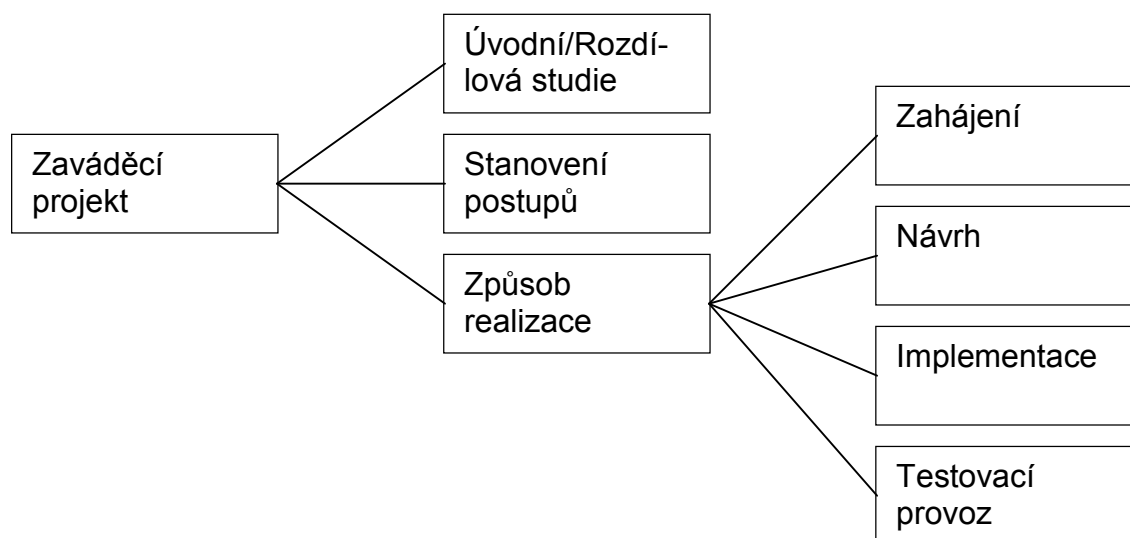 Zaváděcí
projekt
Úvodní/Rozdí-
lová studie
Stanovení
postupů
Způsob
realizace
Zahájení
Návrh
Implementace
Testovací
provoz